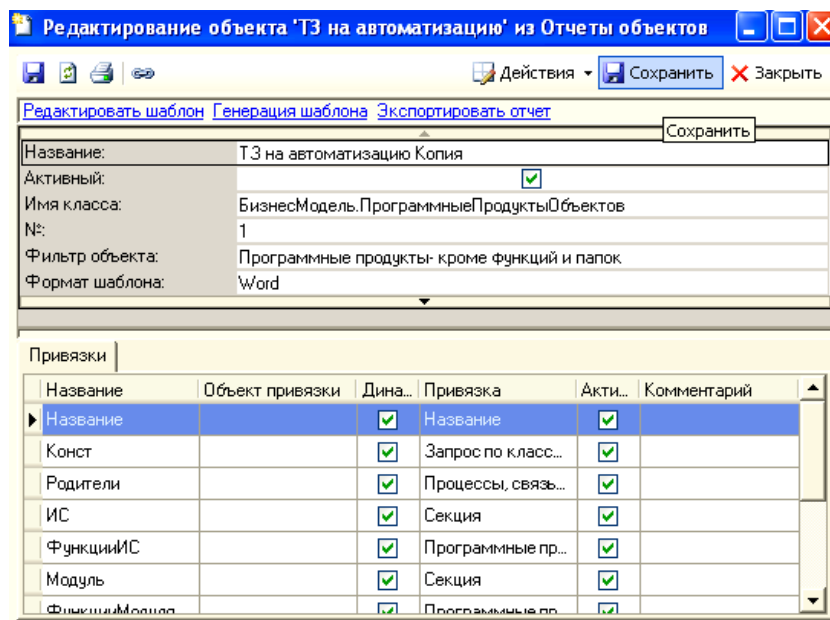 Редактирование объекта 'ТЗ на автоматизацию' из Отчеты объектов
Действия Сохранить Закрыть
Редактировать шаблон Генерация шаблона Экспортировать отчет
Сохранить
Название: ТЗ на автоматизацию Копия
Активный:
Имя класса: БизнесМодель.ПрограммныеПродуктыОбъектов
№: 1
Фильтр объекта: Программные продукты- кроме функций и папок
Формат шаблона: Word
Привязки
Название Объект привязки Дина... Привязка Акти... Комментарий
Название Название
Конст Запрос по класс...
Родители Процессы, связь...
ИС Секция
ФункцииИС Программные пр...
Модуль Секция
ФункцииМодуля Программные пр...